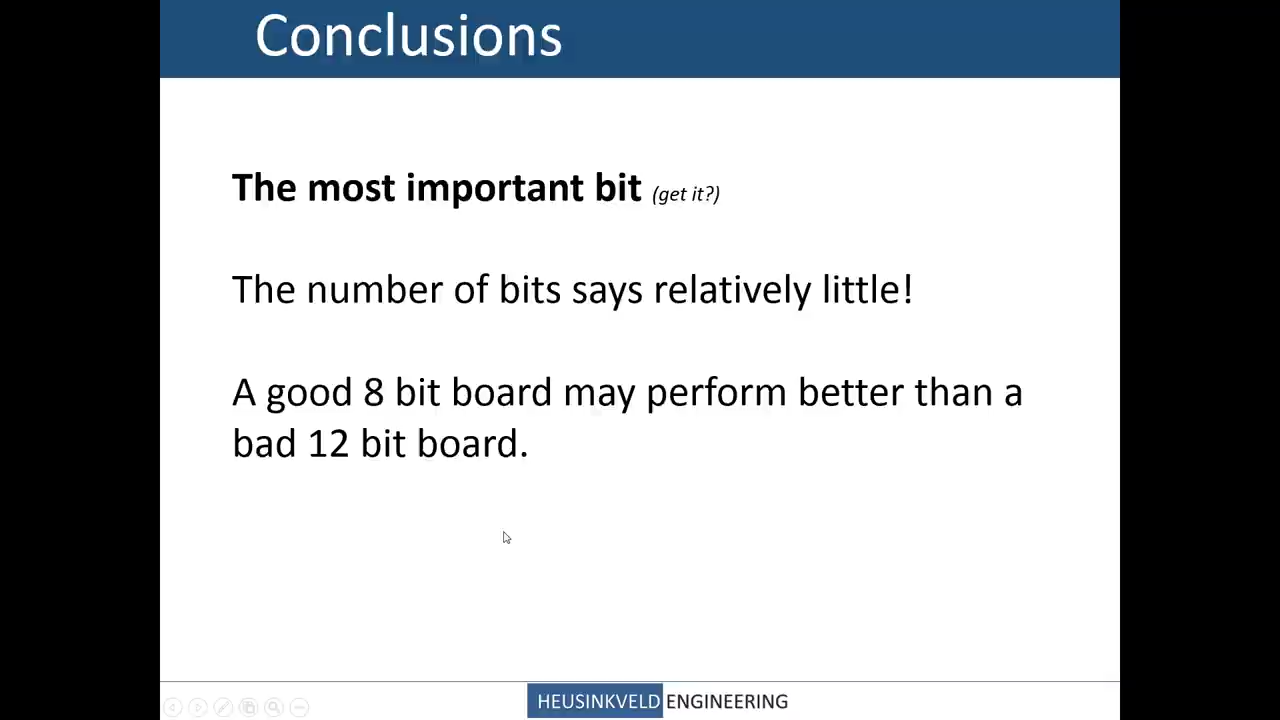 Conclusions
The most important bit (get it?)
The number of bits says relatively little!
A good 8 bit board may perform better than a
bad 12 bit board.
HEUSINKVELD ENGINEERING